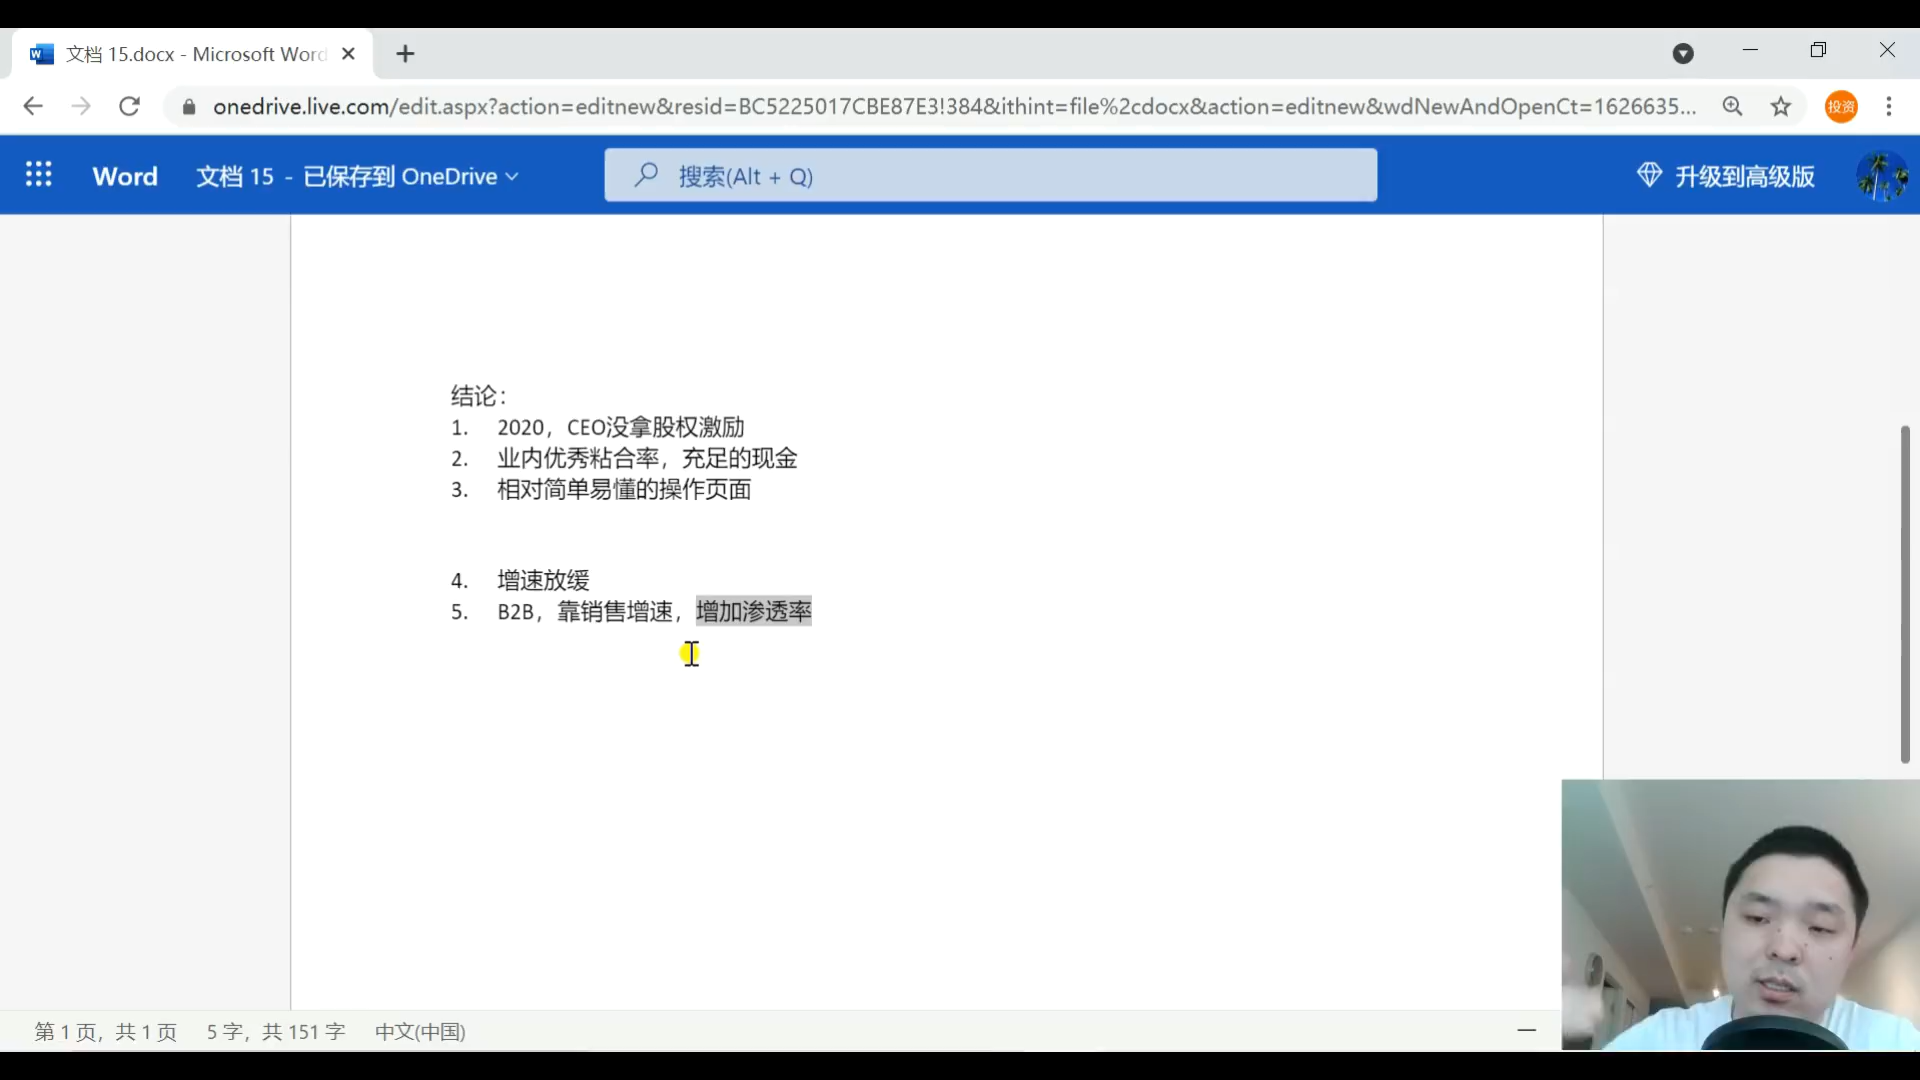 文档 15.docx - Microsoft Word
onedrive.live.com/edit.aspx?action=editnew&resid=BC5225017CBE87E3!384&ithint=file%2cdocx&action=editnew&wdNewAndOpenCt=1626635...
投资
Word
文档 15 - 已保存到 OneDrive
搜索(Alt + Q)
升级到高级版
结论：
1. 2020，CEO没拿股权激励
2. 业内优秀粘合率，充足的现金
3. 相对简单易懂的操作页面
4. 增速放缓
5. B2B，靠销售增速，增加渗透率
第 1 页，共 1 页 5 字，共 151 字 中文(中国)